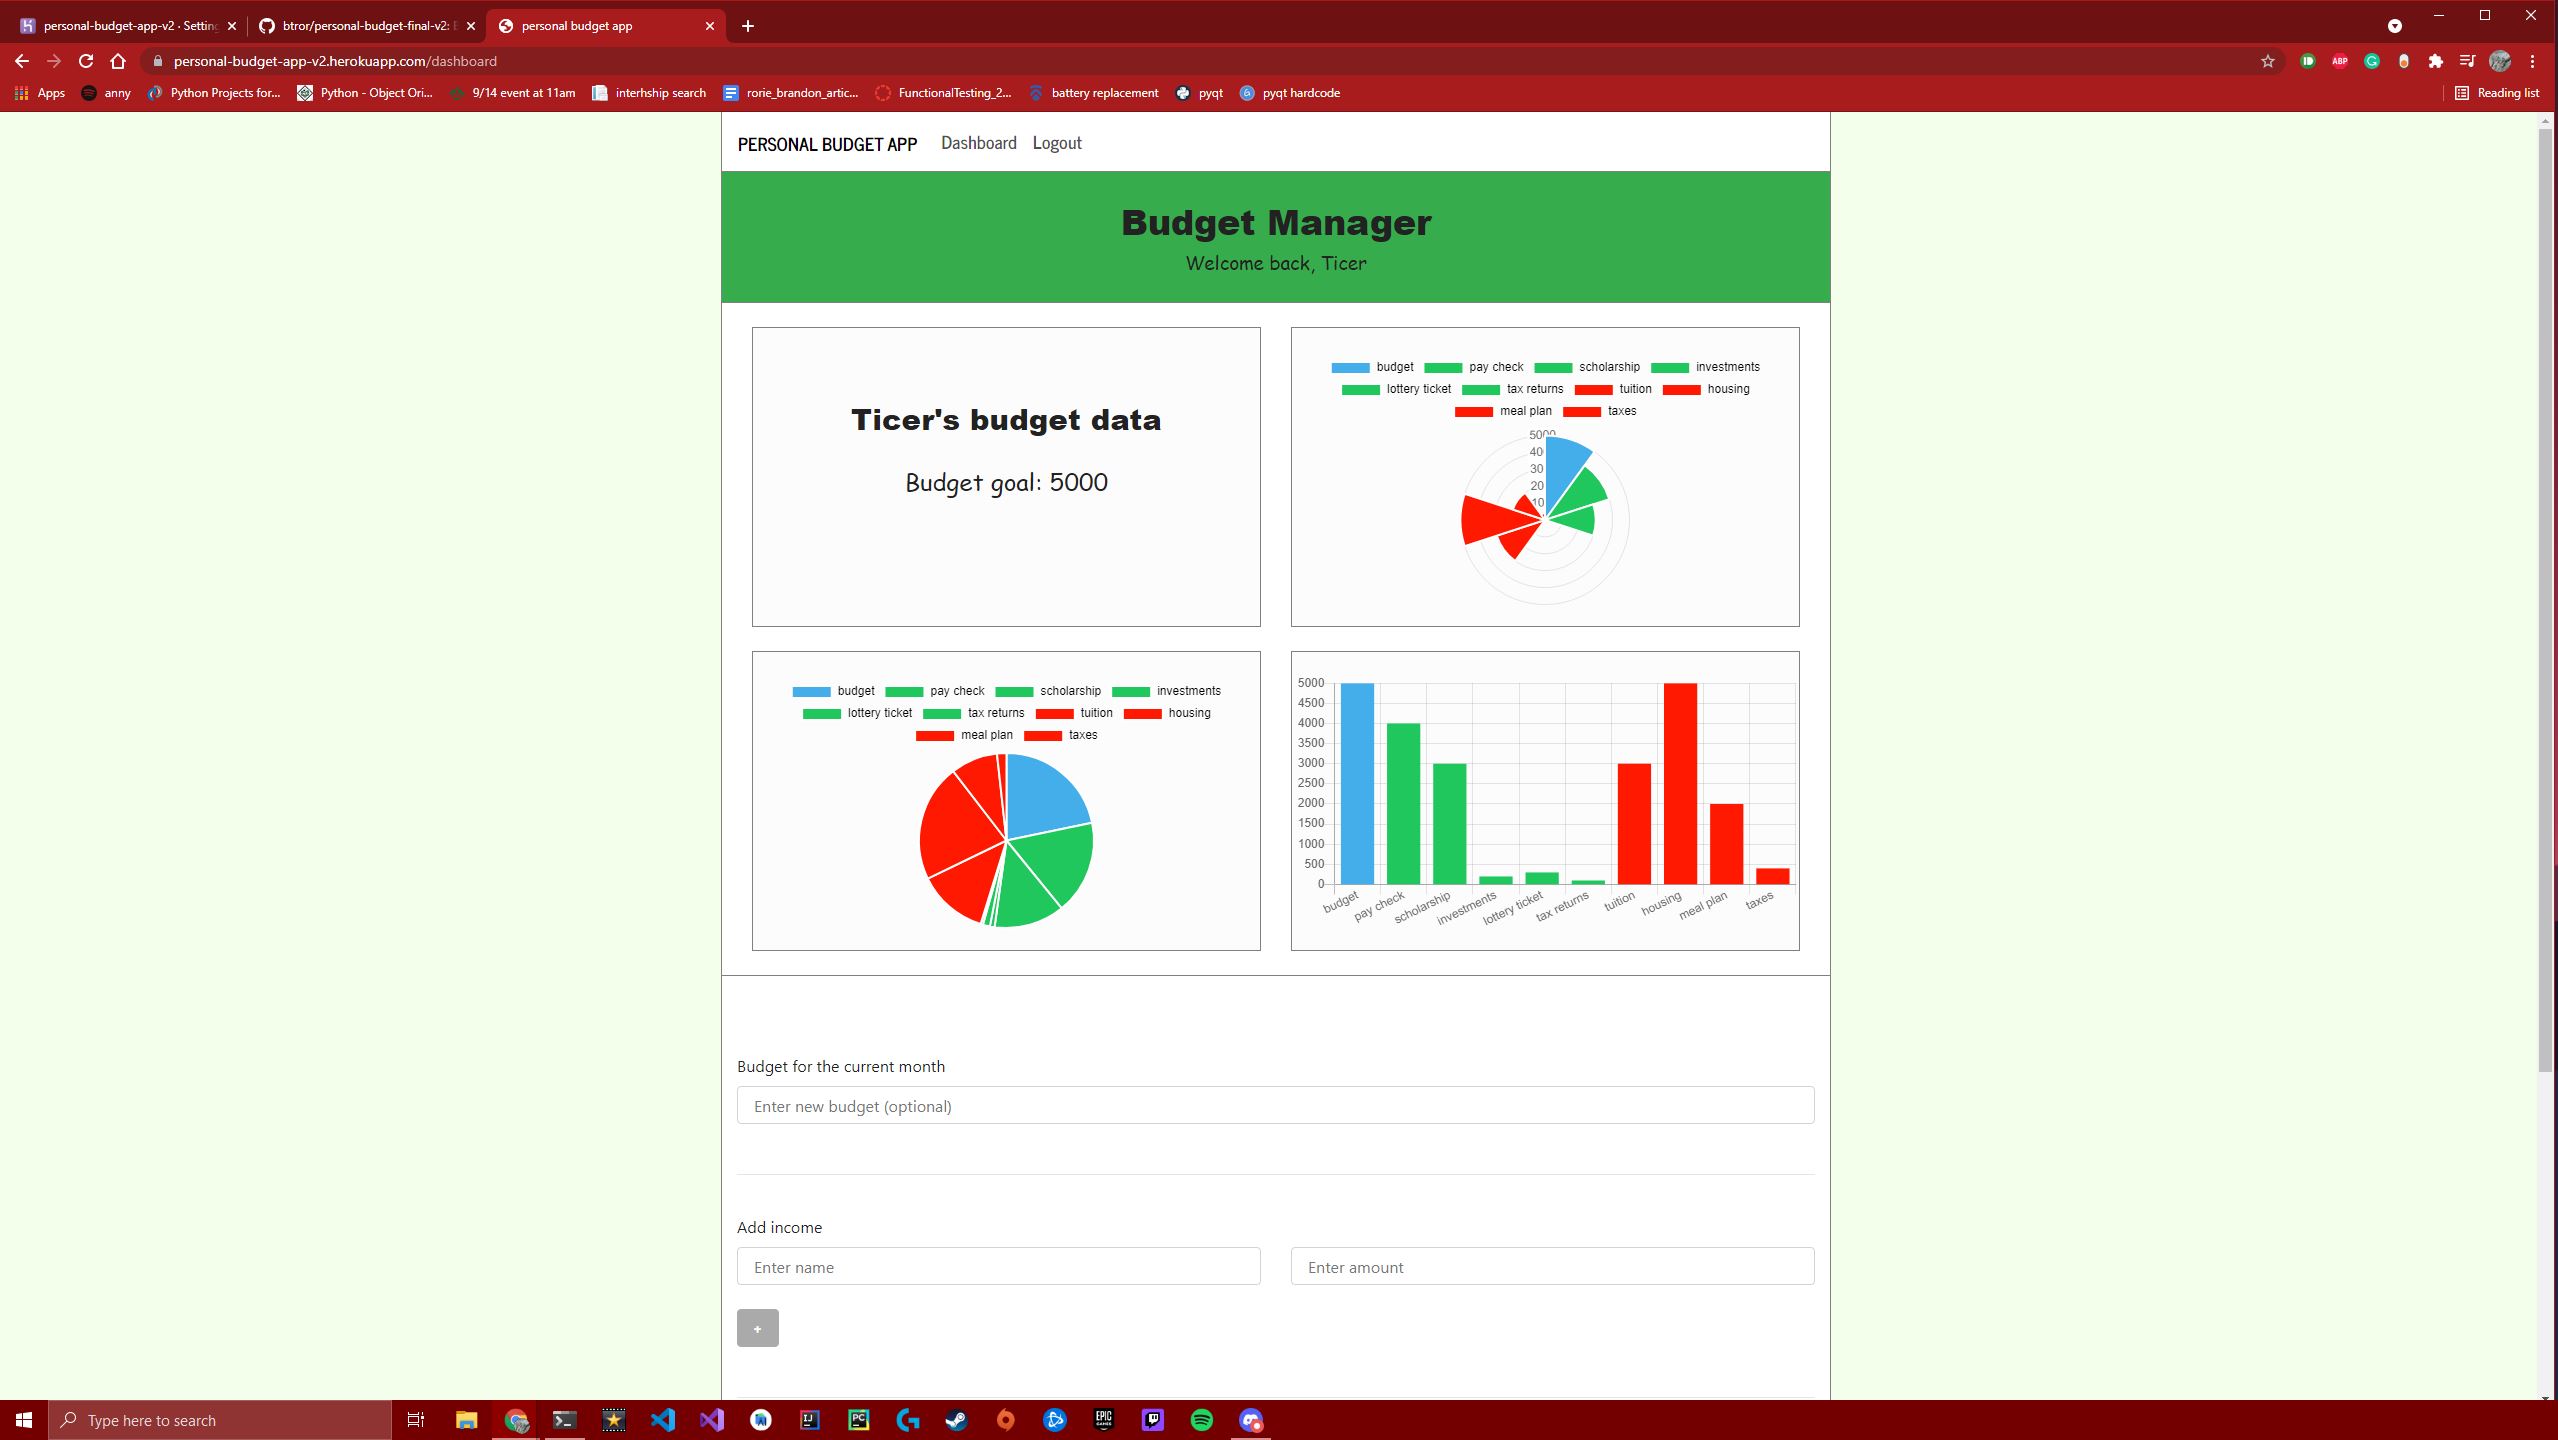 personal-budget-app-v2 · Setting
btror/personal-budget-final-v2:
personal budget app
personal-budget-app-v2.herokuapp.com/dashboard
Apps
anny
Python Projects for...
Python - Object Ori...
9/14 event at 11am
interhship search
rorie_brandon_artic...
FunctionalTesting_2...
battery replacement
pyqt
pyqt hardcode
Reading list
PERSONAL BUDGET APP
Dashboard
Logout
Budget Manager
Welcome back, Ticer
Ticer's budget data
Budget goal: 5000
budget pay check scholarship investments
lottery ticket tax returns tuition housing
meal plan taxes
5000
40
30
20
10
budget pay check scholarship investments
lottery ticket tax returns tuition housing
meal plan taxes
5000
4500
4000
3500
3000
2500
2000
1500
1000
500
0
budget
pay check
scholarship
investments
lottery ticket
tax returns
tuition
housing
meal plan
taxes
Budget for the current month
Enter new budget (optional)
Add income
Enter name
Enter amount
+
Type here to search